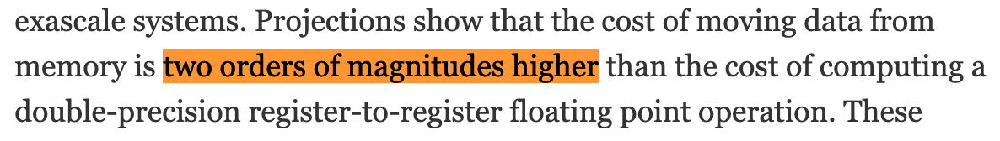 exascale systems. Projections show that the cost of moving data from
memory is two orders of magnitudes higher than the cost of computing a
double-precision register-to-register floating point operation. These